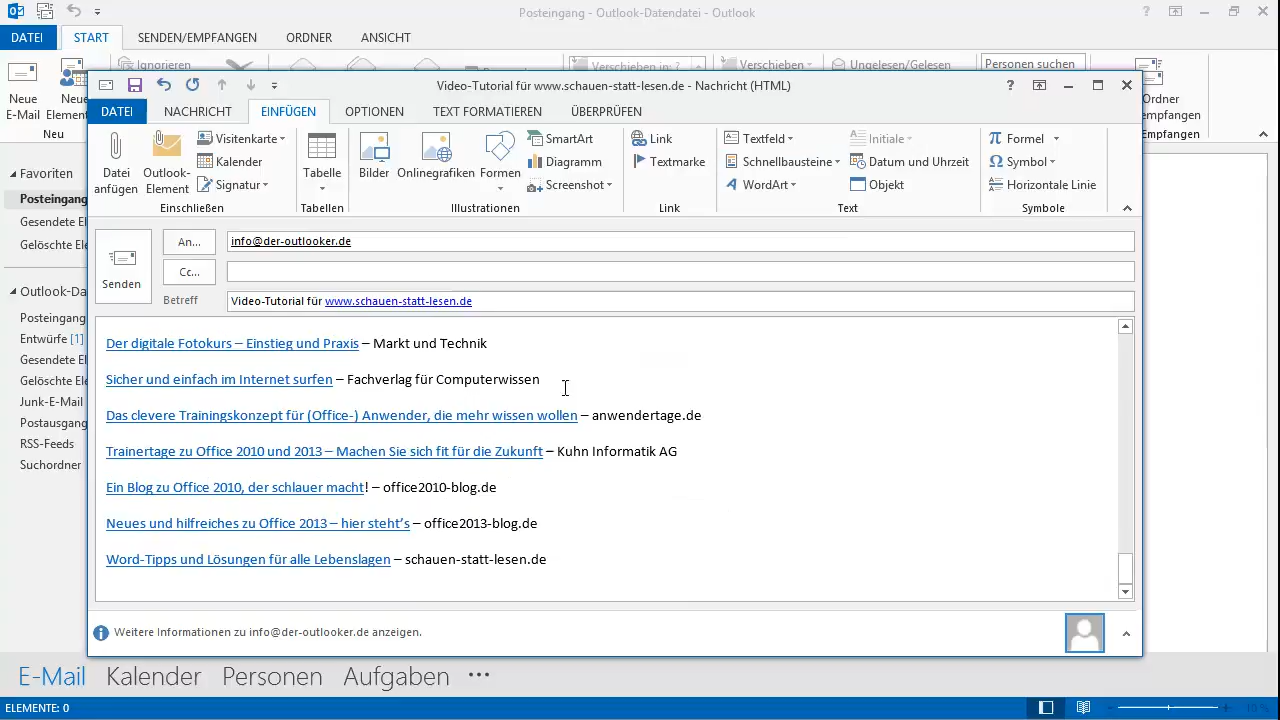 Posteingang - Outlook-Datendatei - Outlook
DATEI START SENDEN/EMPFANGEN ORDNER ANSICHT
Ignorieren
Verschieben in: ? Verschieben Ungelesen/Gelesen Personen suchen
Neue E-Mail
Neue
Neu
Ordner
Favoriten
Posteingang
Gesendete El
Gelöschte El
Outlook-Da
Posteingang
Entwürfe [1]
Gesendete El
Gelöschte El
Junk-E-Mail
Postausgang
RSS-Feeds
Suchordner
Video-Tutorial für www.schauen-statt-lesen.de - Nachricht (HTML)
DATEI NACHRICHT EINFÜGEN OPTIONEN TEXT FORMATIEREN ÜBERPRÜFEN
Datei anfügen
Outlook-Element
Visitenkarte
Kalender
Signatur
Einschließen
Tabelle
Tabellen
Bilder
Onlinegrafiken
Formen
SmartArt
Diagramm
Screenshot
Illustrationen
Link
Textmarke
Link
Textfeld
Schnellbausteine
WordArt
Initiale
Datum und Uhrzeit
Objekt
Text
Formel
Symbol
Horizontale Linie
Symbole
Senden
An... info@der-outlooker.de
Cc...
Betreff Video-Tutorial für www.schauen-statt-lesen.de
Der digitale Fotokurs – Einstieg und Praxis – Markt und Technik
Sicher und einfach im Internet surfen – Fachverlag für Computerwissen
Das clevere Trainingskonzept für (Office-) Anwender, die mehr wissen wollen – anwendertage.de
Trainertage zu Office 2010 und 2013 – Machen Sie sich fit für die Zukunft – Kuhn Informatik AG
Ein Blog zu Office 2010, der schlauer macht! – office2010-blog.de
Neues und hilfreiches zu Office 2013 – hier steht's – office2013-blog.de
Word-Tipps und Lösungen für alle Lebenslagen – schauen-statt-lesen.de
Weitere Informationen zu info@der-outlooker.de anzeigen.
E-Mail Kalender Personen Aufgaben
ELEMENTE: 0